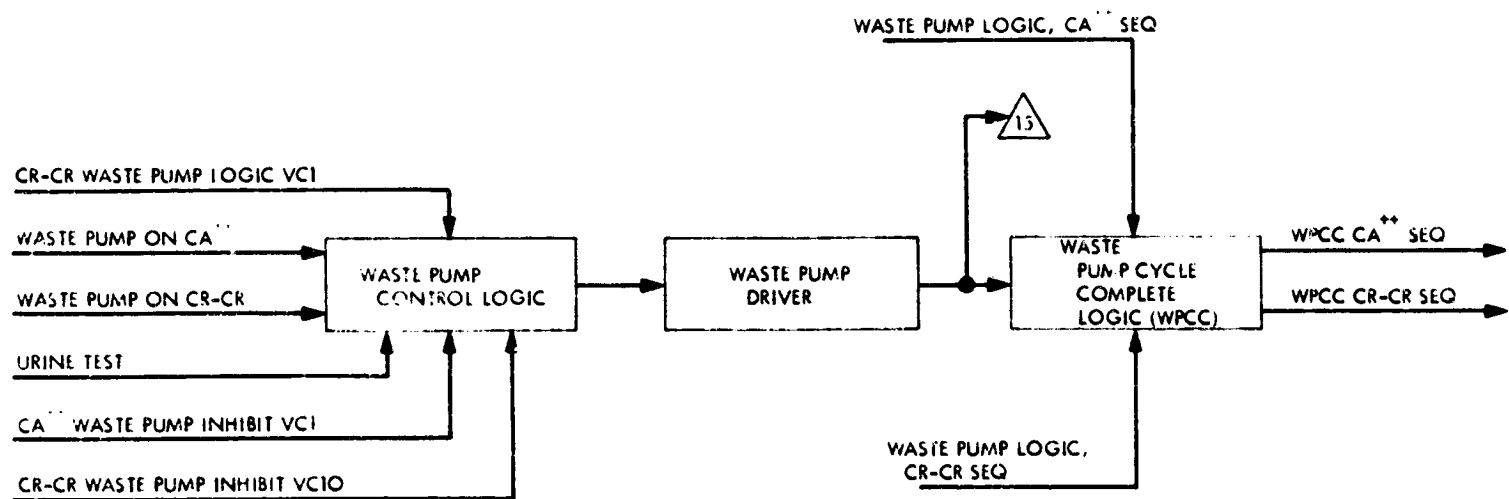 WASTE PUMP LOGIC, CA⁺⁺ SEQ
15
CR-CR WASTE PUMP LOGIC VC1
WASTE PUMP ON CA⁺⁺
WASTE PUMP ON CR-CR
URINE TEST
CA⁺⁺ WASTE PUMP INHIBIT VC1
CR-CR WASTE PUMP INHIBIT VC10
WASTE PUMP
CONTROL LOGIC
WASTE PUMP
DRIVER
WASTE
PUMP CYCLE
COMPLETE
LOGIC (WPCC)
WPCC CA⁺⁺ SEQ
WPCC CR-CR SEQ
WASTE PUMP LOGIC,
CR-CR SEQ